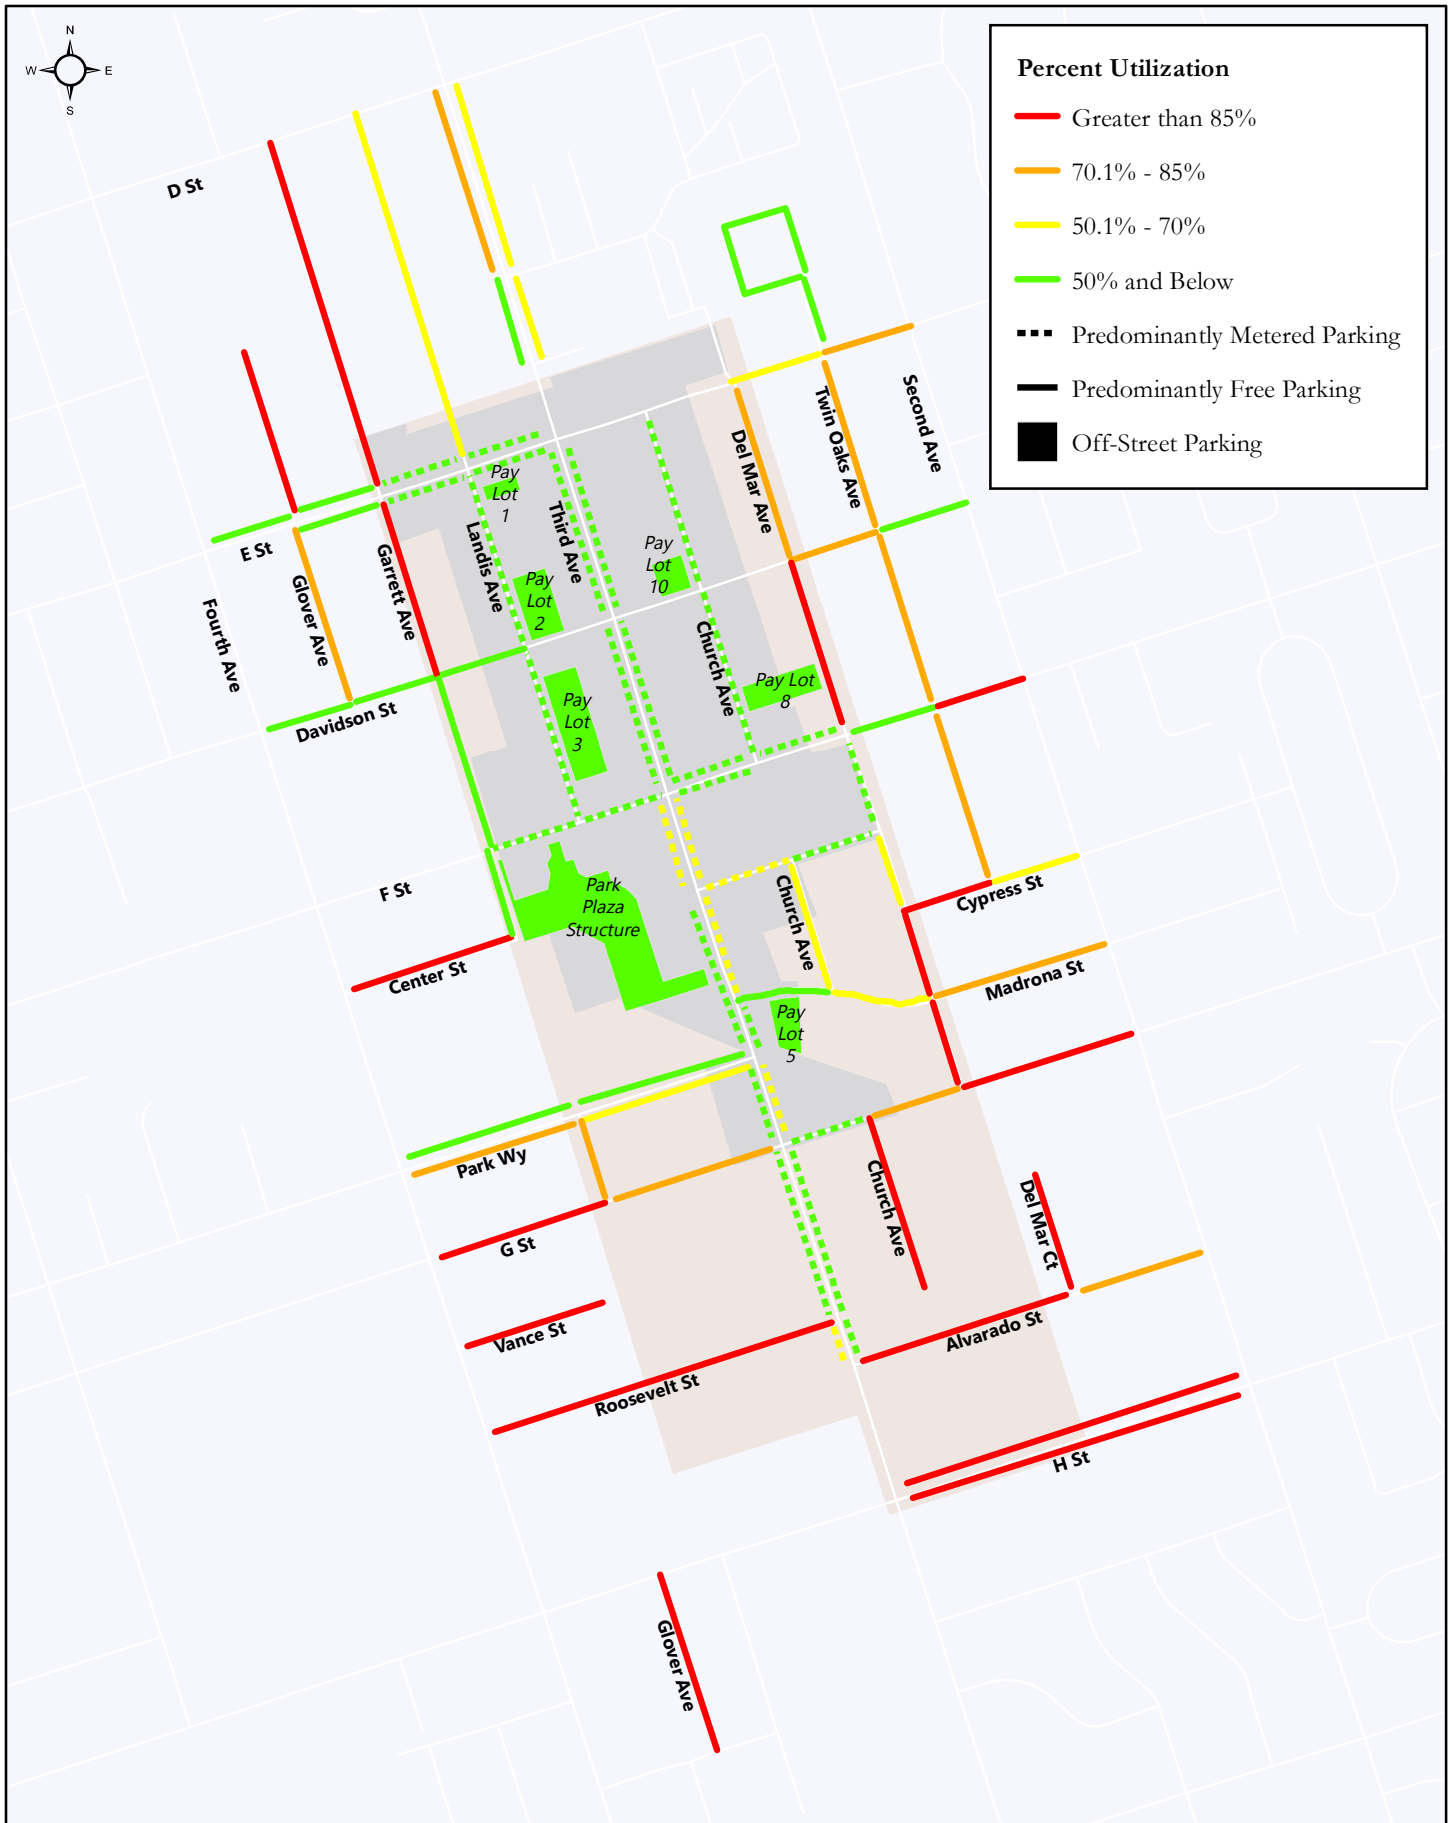 N
W
E
S
Percent Utilization
Greater than 85%
70.1% - 85%
50.1% - 70%
50% and Below
Predominantly Metered Parking
Predominantly Free Parking
Off-Street Parking
D St
Second Ave
Twin Oaks Ave
Del Mar Ave
Pay
Lot
1
Third Ave
Landis Ave
E St
Garrett Ave
Glover Ave
Fourth Ave
Pay
Lot
10
Pay
Lot
2
Church Ave
Pay Lot
8
Pay
Lot
3
Davidson St
F St
Park
Plaza
Structure
Church Ave
Cypress St
Center St
Madrona St
Pay
Lot
5
Park Wy
Church Ave
Del Mar Ct
G St
Vance St
Alvarado St
Roosevelt St
H St
Glover Ave